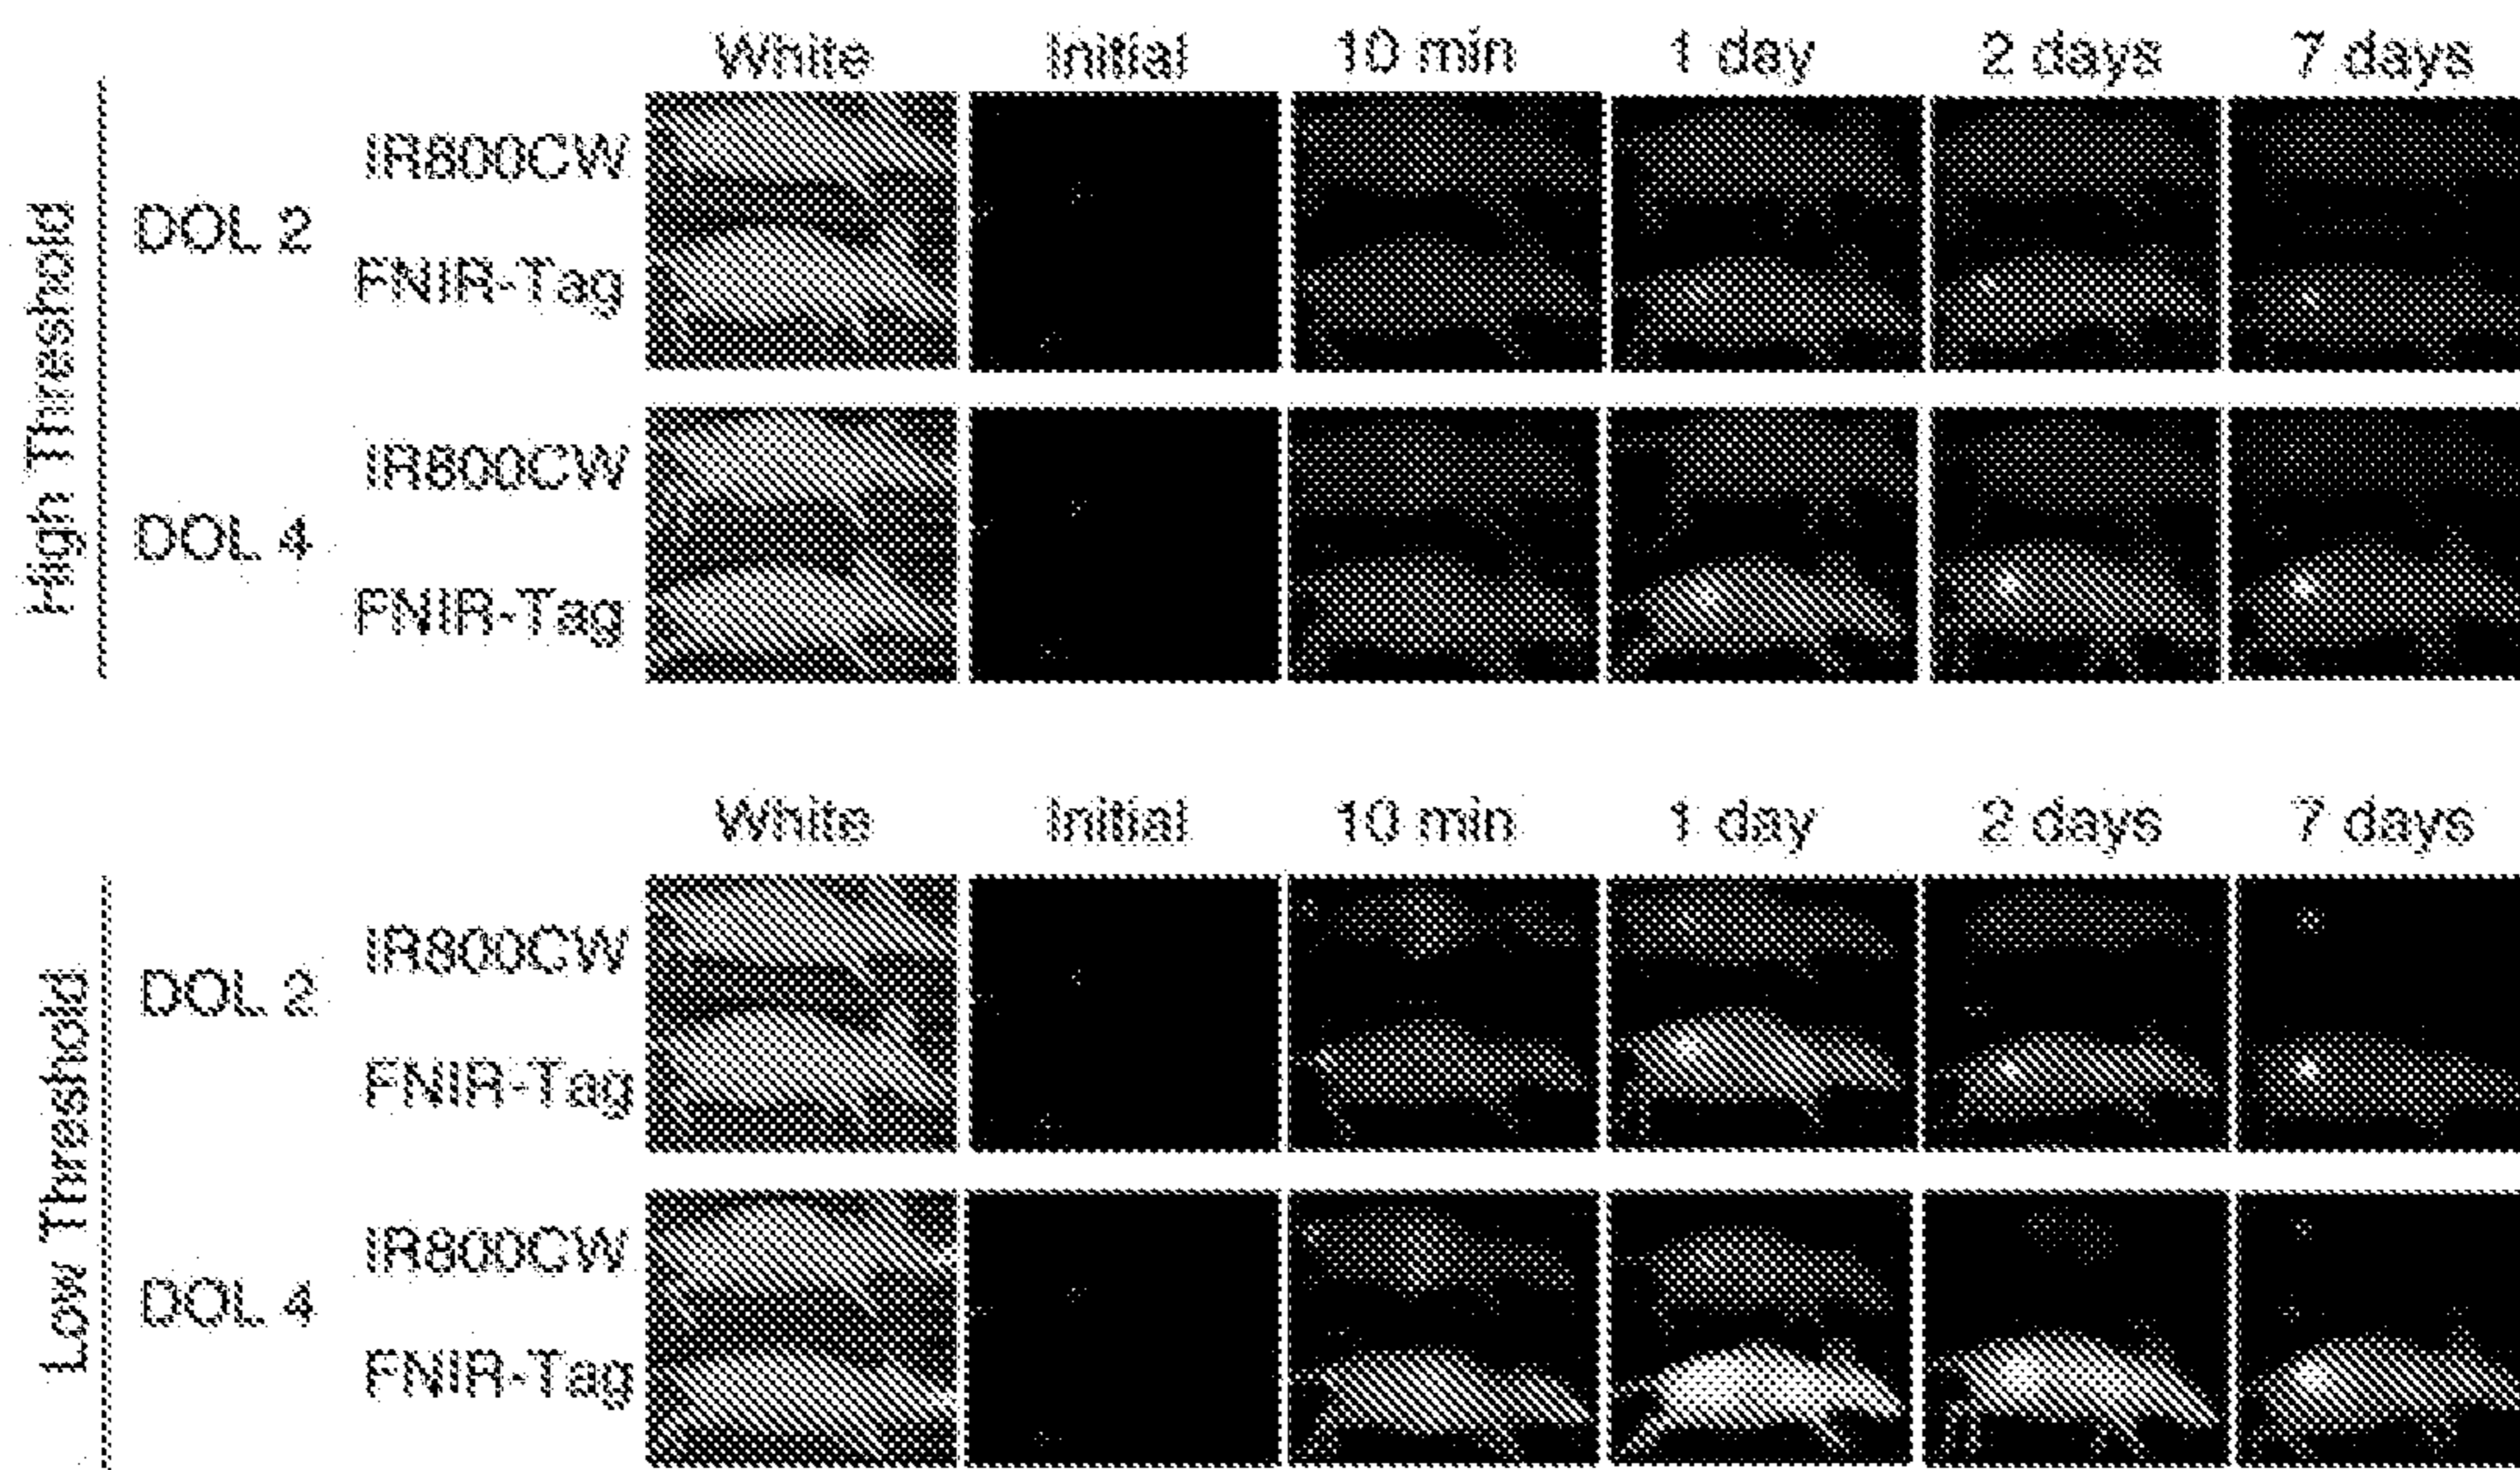 White Initial 10 min 1 day 2 days 7 days
High Threshold
DOL 2
IR800CW
FNIR-Tag
DOL 4
IR800CW
FNIR-Tag
White Initial 10 min 1 day 2 days 7 days
Low Threshold
DOL 2
IR800CW
FNIR-Tag
DOL 4
IR800CW
FNIR-Tag